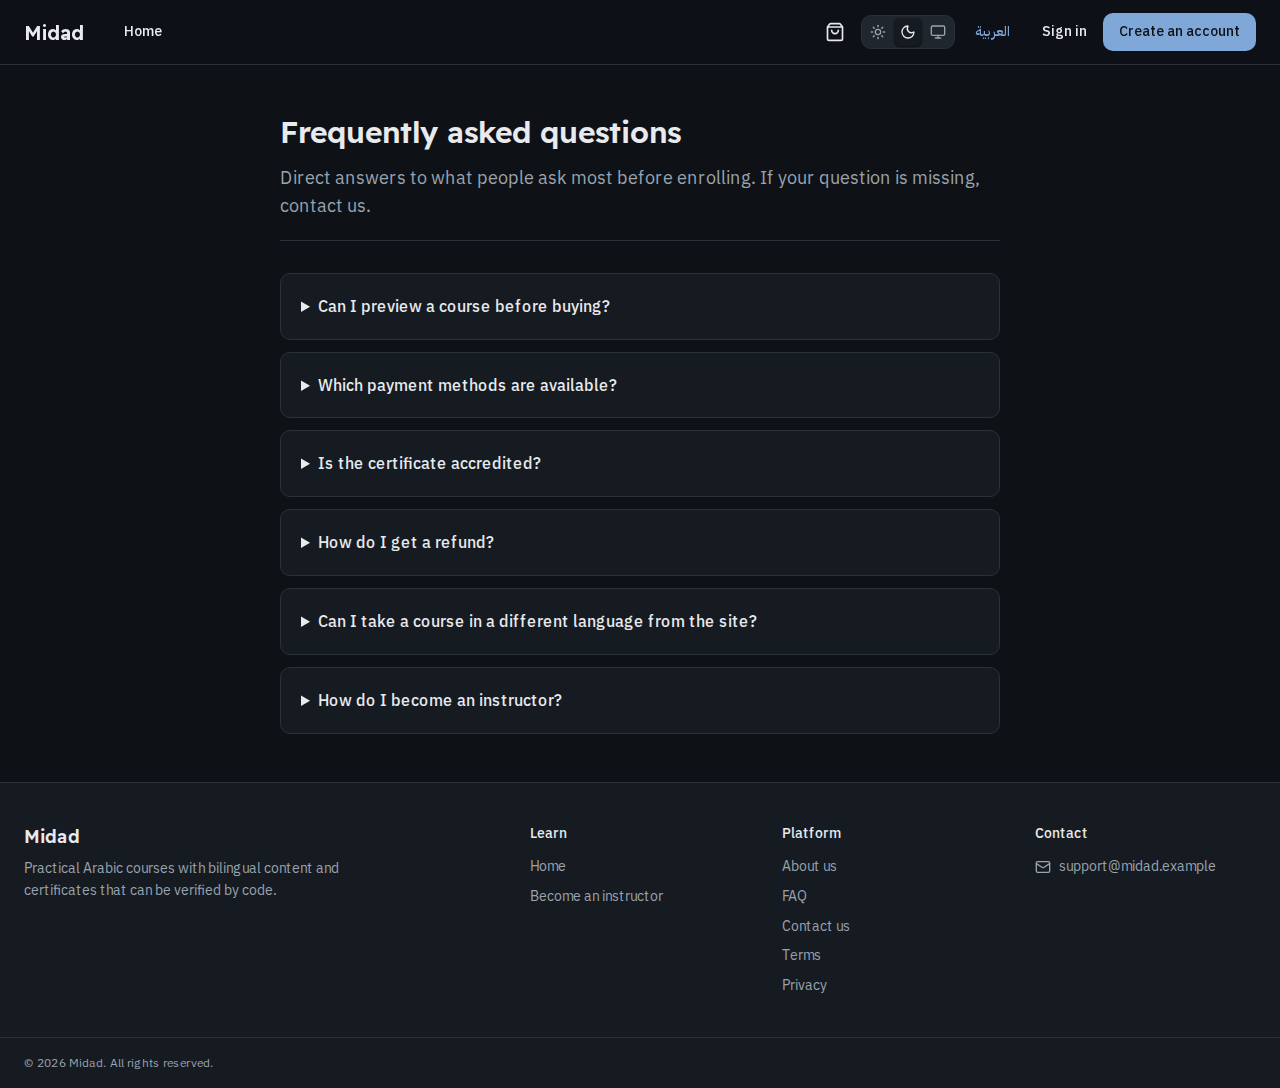 Midad
Home
العربية
Sign in
Create an account
Frequently asked questions
Direct answers to what people ask most before enrolling. If your question is missing,
contact us.
Can I preview a course before buying?
Which payment methods are available?
Is the certificate accredited?
How do I get a refund?
Can I take a course in a different language from the site?
How do I become an instructor?
Midad
Practical Arabic courses with bilingual content and
certificates that can be verified by code.
Learn
Home
Become an instructor
Platform
About us
FAQ
Contact us
Terms
Privacy
Contact
support@midad.example
© 2026 Midad. All rights reserved.